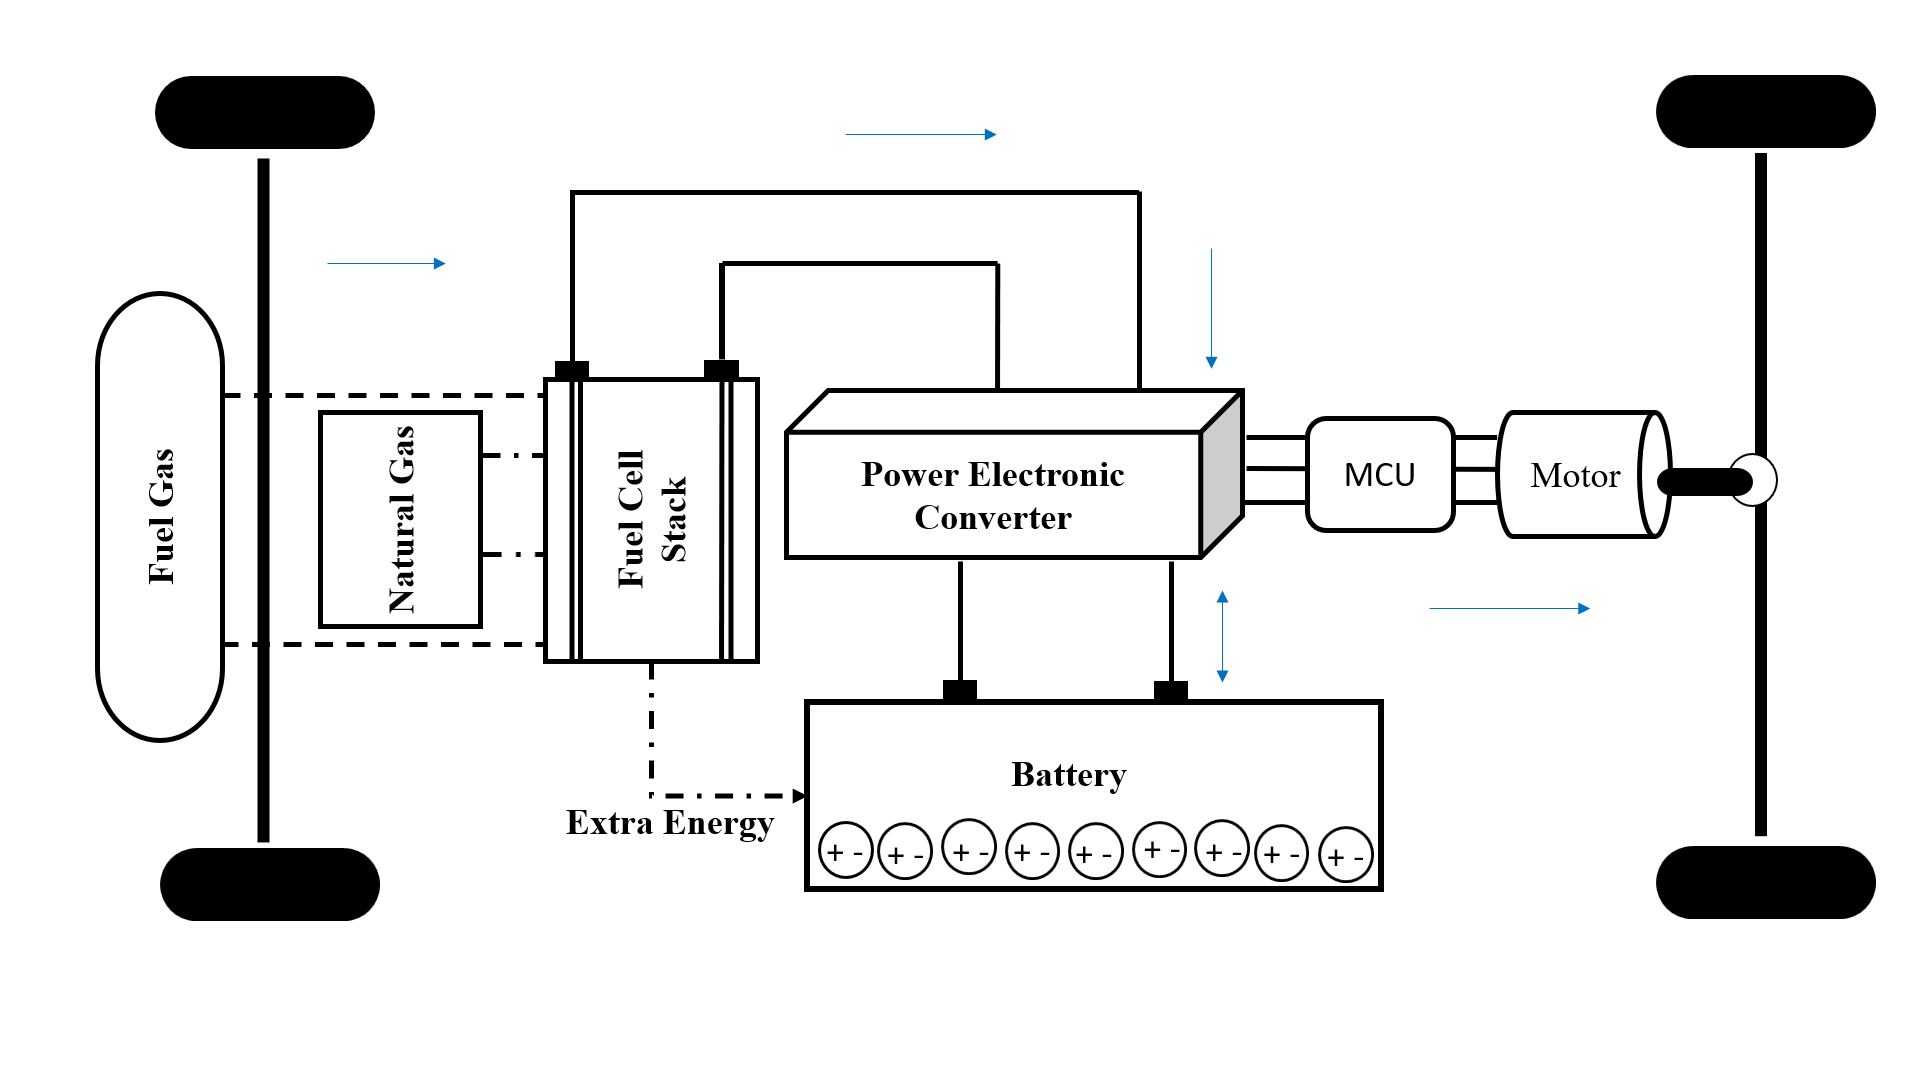 Fuel Gas
Natural Gas
Fuel Cell
Stack
Power Electronic
Converter
MCU
Motor
Battery
Extra Energy
+ - + - + - + - + - + - + - + - + -